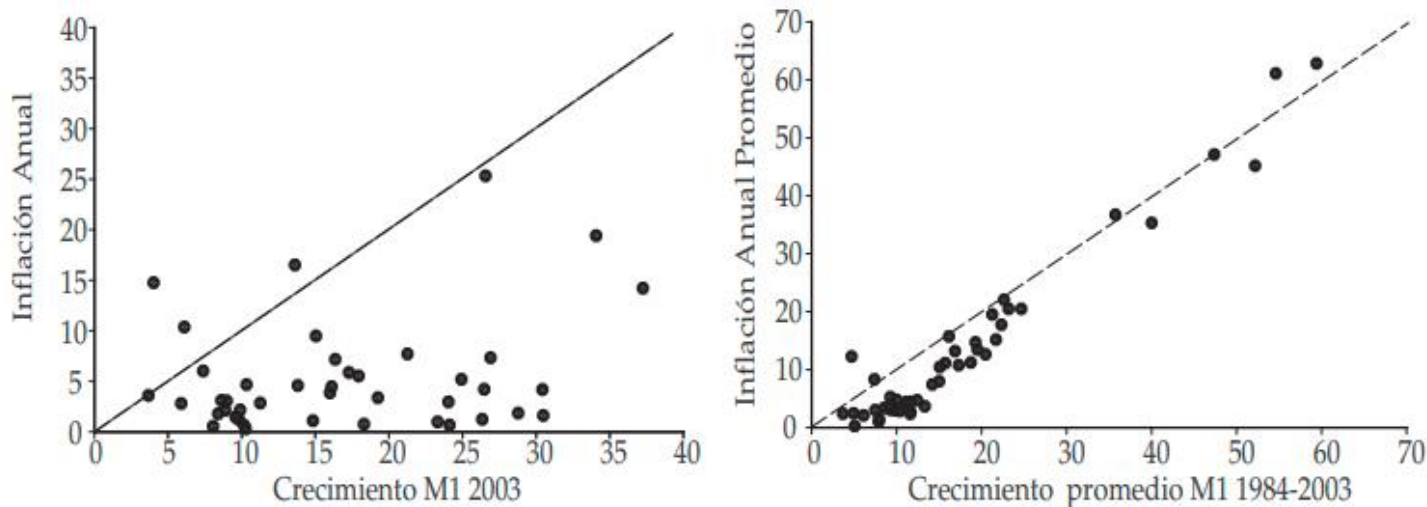 Inflación Anual
40
35
30
25
20
15
10
5
0
0 5 10 15 20 25 30 35 40
Crecimiento M1 2003
Inflación Anual Promedio
70
60
50
40
30
20
10
0
0 10 20 30 40 50 60 70
Crecimiento promedio M1 1984-2003